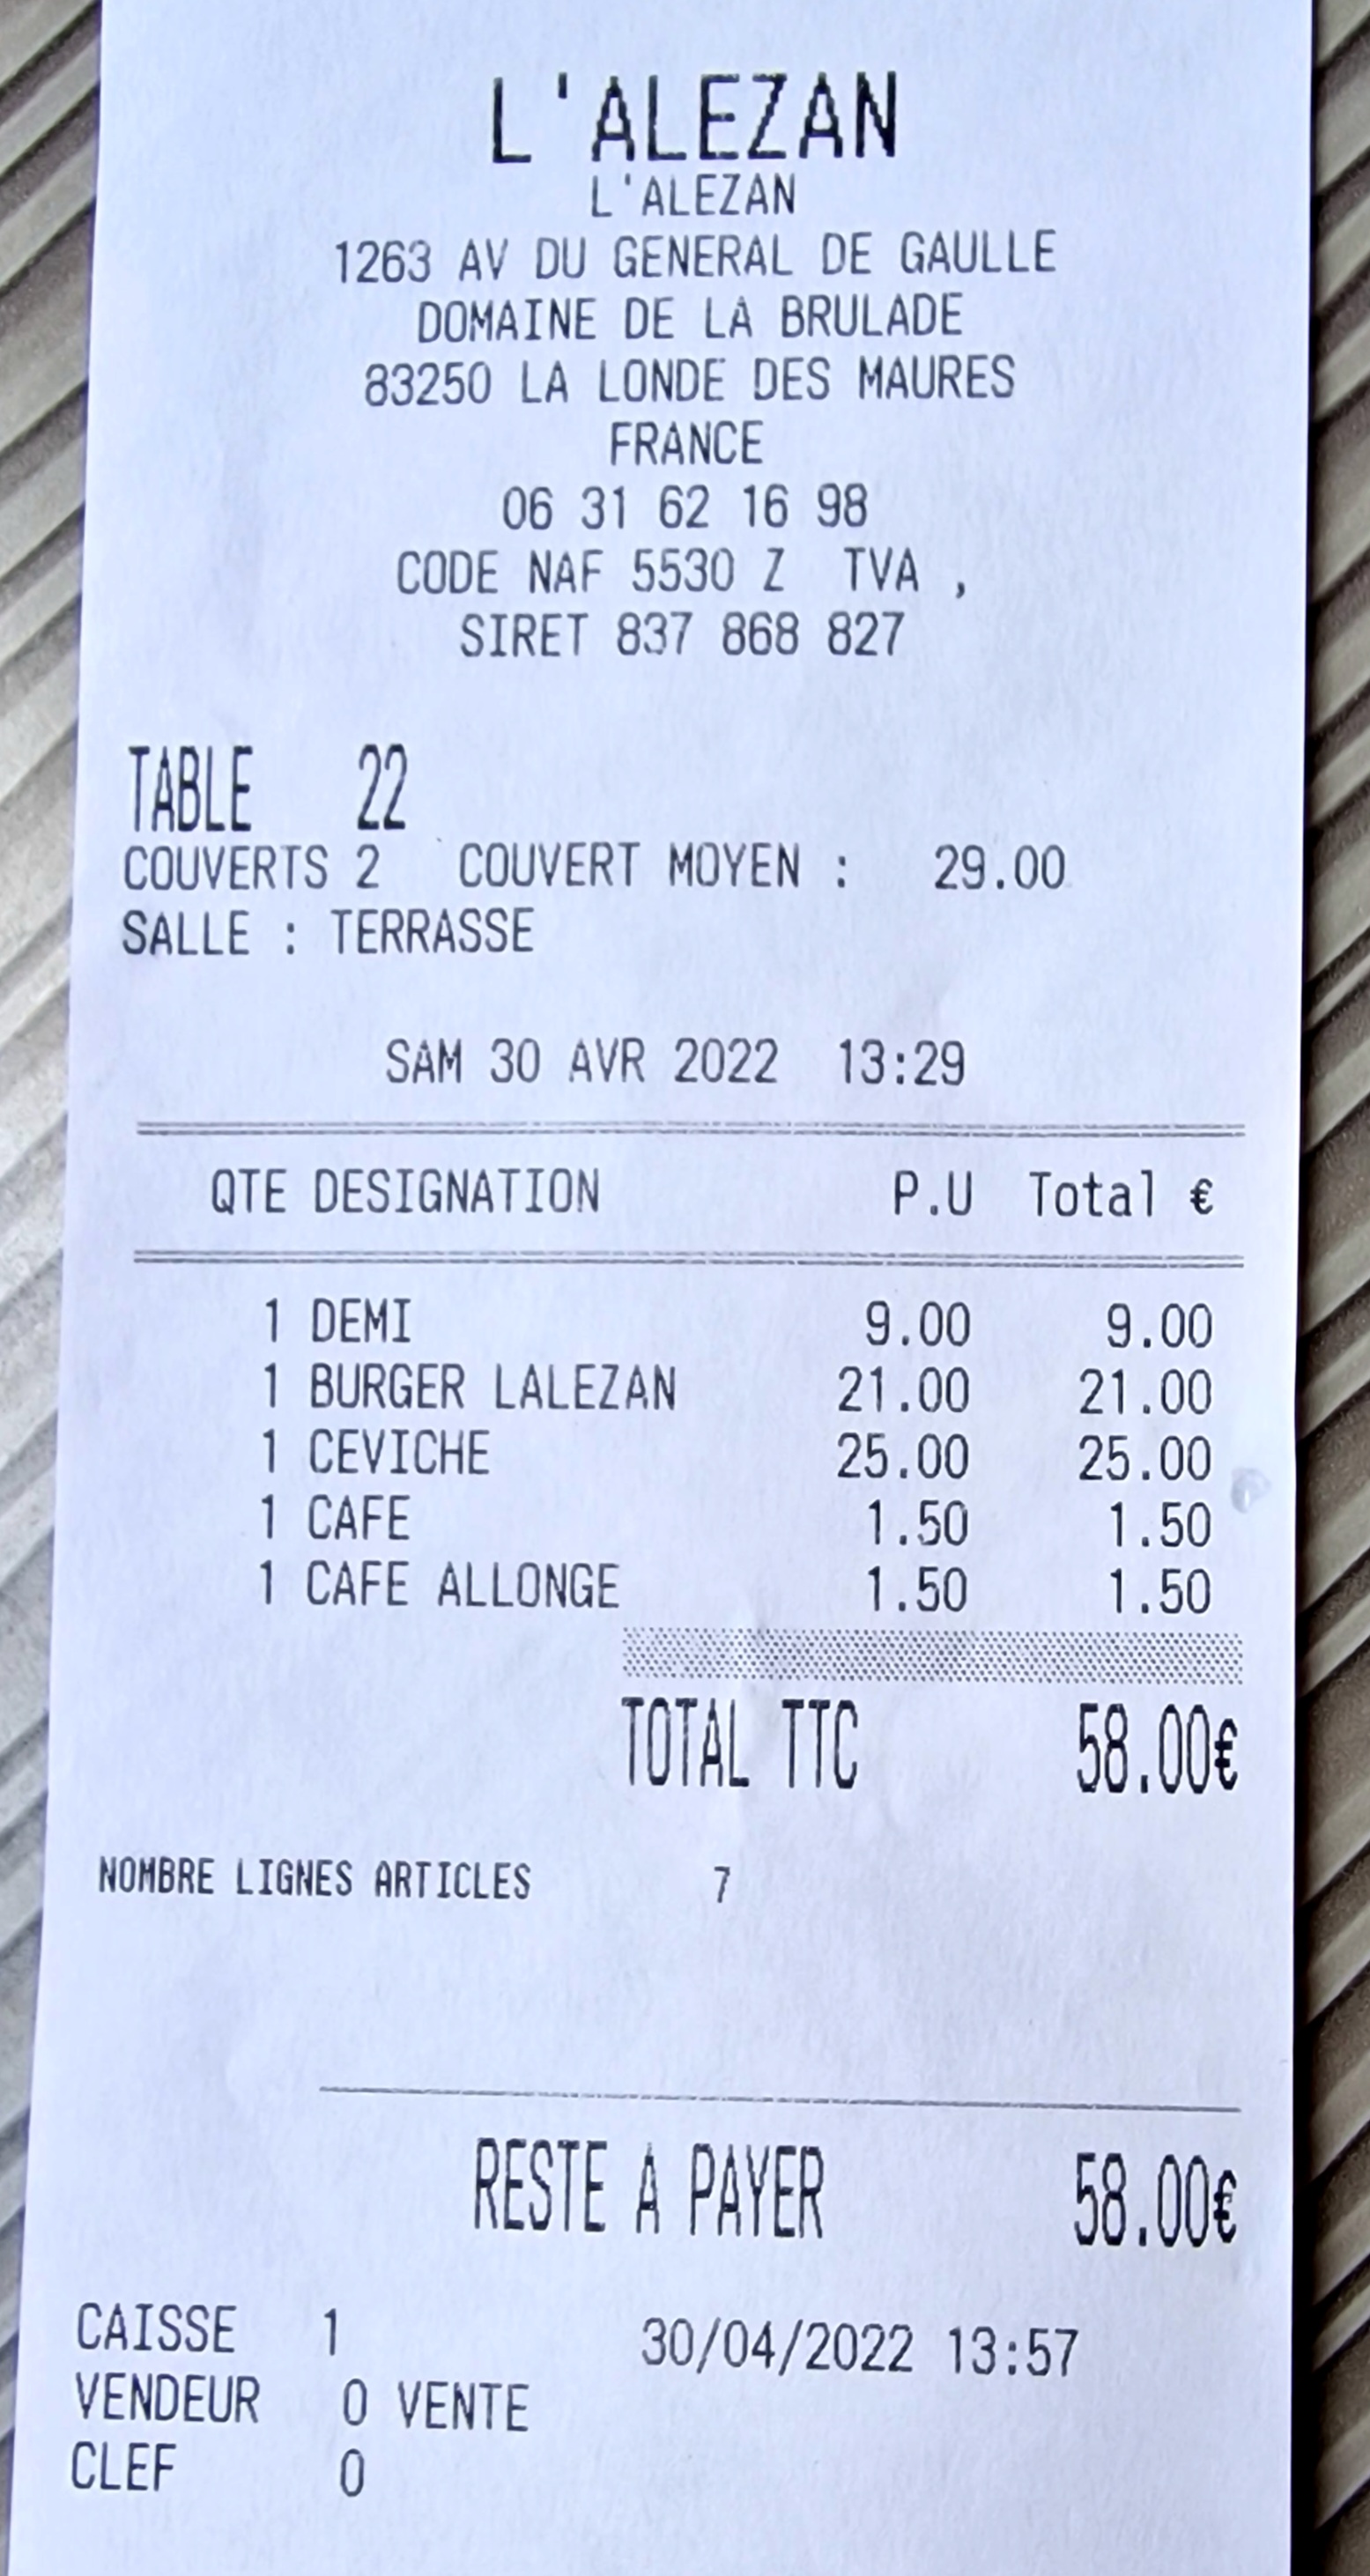 L'ALEZAN
L'ALEZAN
1263 AV DU GENERAL DE GAULLE
DOMAINE DE LA BRULADE
83250 LA LONDE DES MAURES
FRANCE
06 31 62 16 98
CODE NAF 5530 Z TVA ,
SIRET 837 868 827
TABLE 22
COUVERTS 2 COUVERT MOYEN : 29.00
SALLE : TERRASSE
SAM 30 AVR 2022 13:29
QTE DESIGNATION P.U Total €
1 DEMI 9.00 9.00
1 BURGER LALEZAN 21.00 21.00
1 CEVICHE 25.00 25.00
1 CAFE 1.50 1.50
1 CAFE ALLONGE 1.50 1.50
TOTAL TTC 58.00€
NOMBRE LIGNES ARTICLES 7
RESTE A PAYER 58.00€
CAISSE 1 30/04/2022 13:57
VENDEUR 0 VENTE
CLEF 0